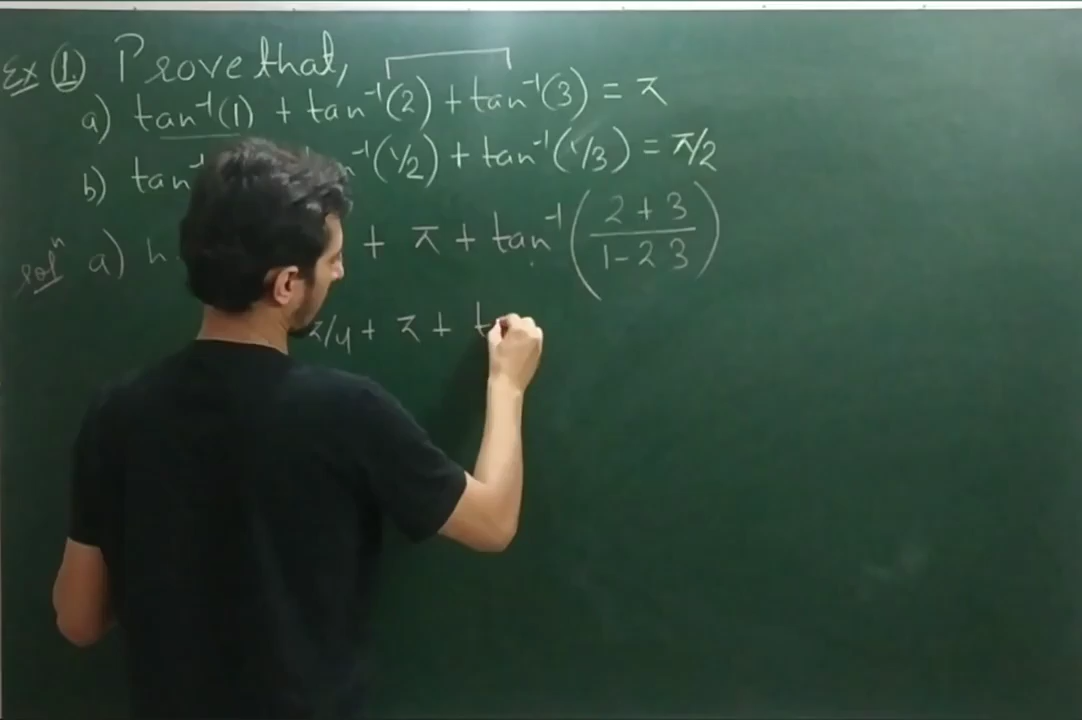 Ex 1. Prove that,
a) tan⁻¹(1) + tan⁻¹(2) + tan⁻¹(3) = π
b) tan⁻¹ ⁻¹(1/2) + tan⁻¹(1/3) = π/2
Solⁿ a) + π + tan⁻¹((2 + 3)/(1 - 2 3))
π/4 + π + t